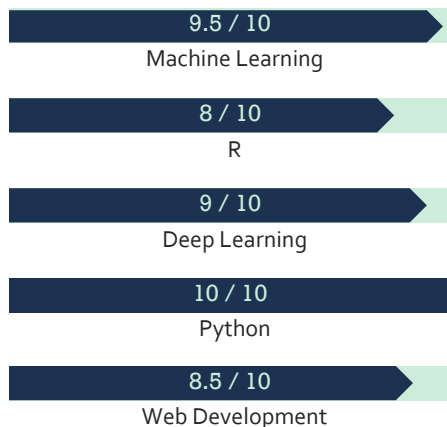 9.5 / 10
Machine Learning
8 / 10
R
9 / 10
Deep Learning
10 / 10
Python
8.5 / 10
Web Development